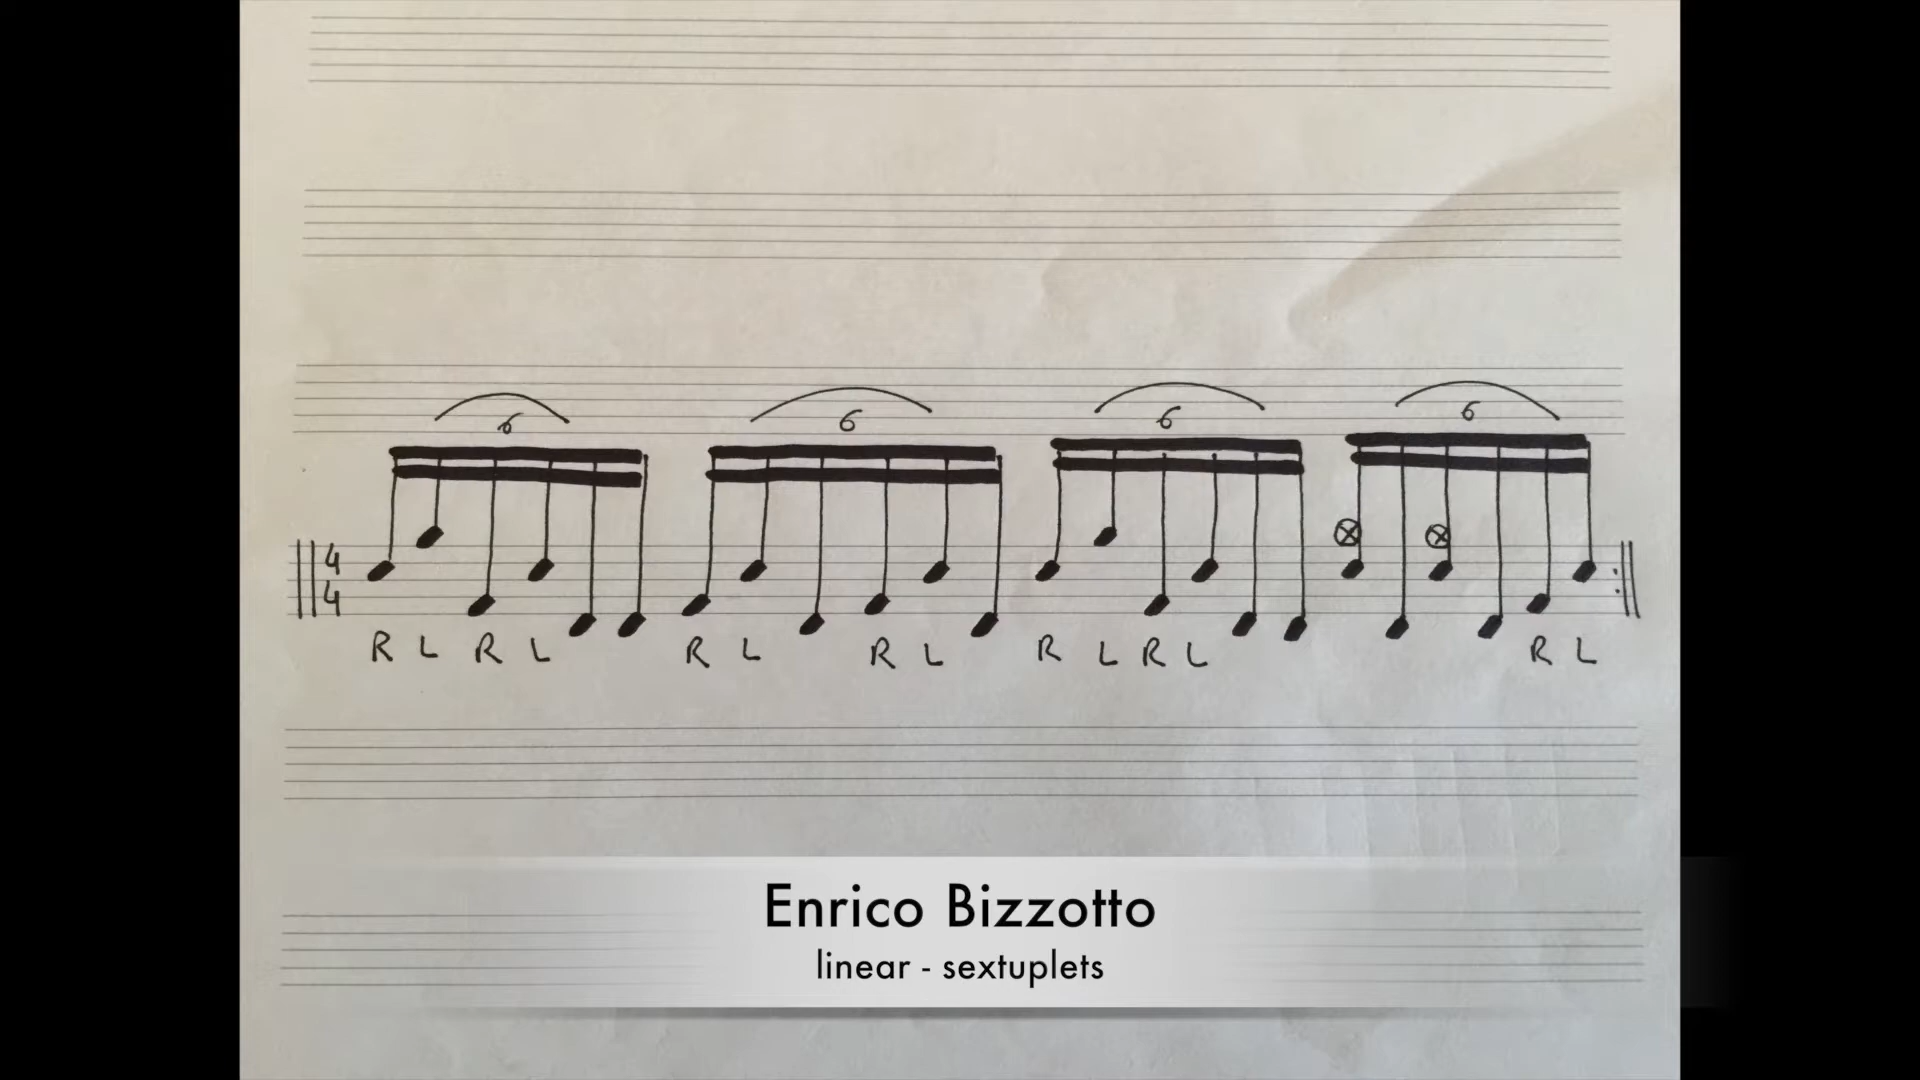 6 6 6 6
4
4
R L R L R L R L R L R L R L
Enrico Bizzotto
linear - sextuplets